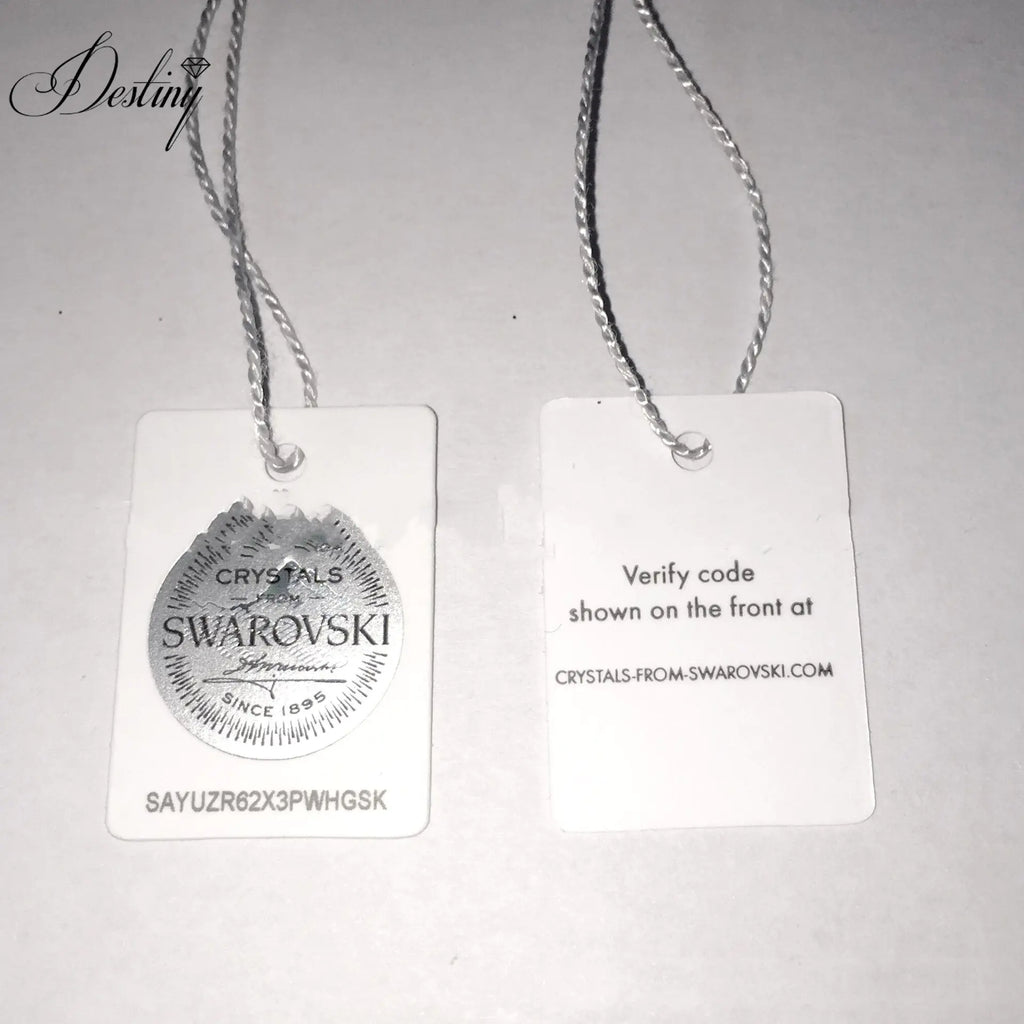 Destiny
CRYSTALS
FROM
SWAROVSKI
SINCE 1895
SAYUZR62X3PWHGSK
Verify code
shown on the front at
CRYSTALS-FROM-SWAROVSKI.COM